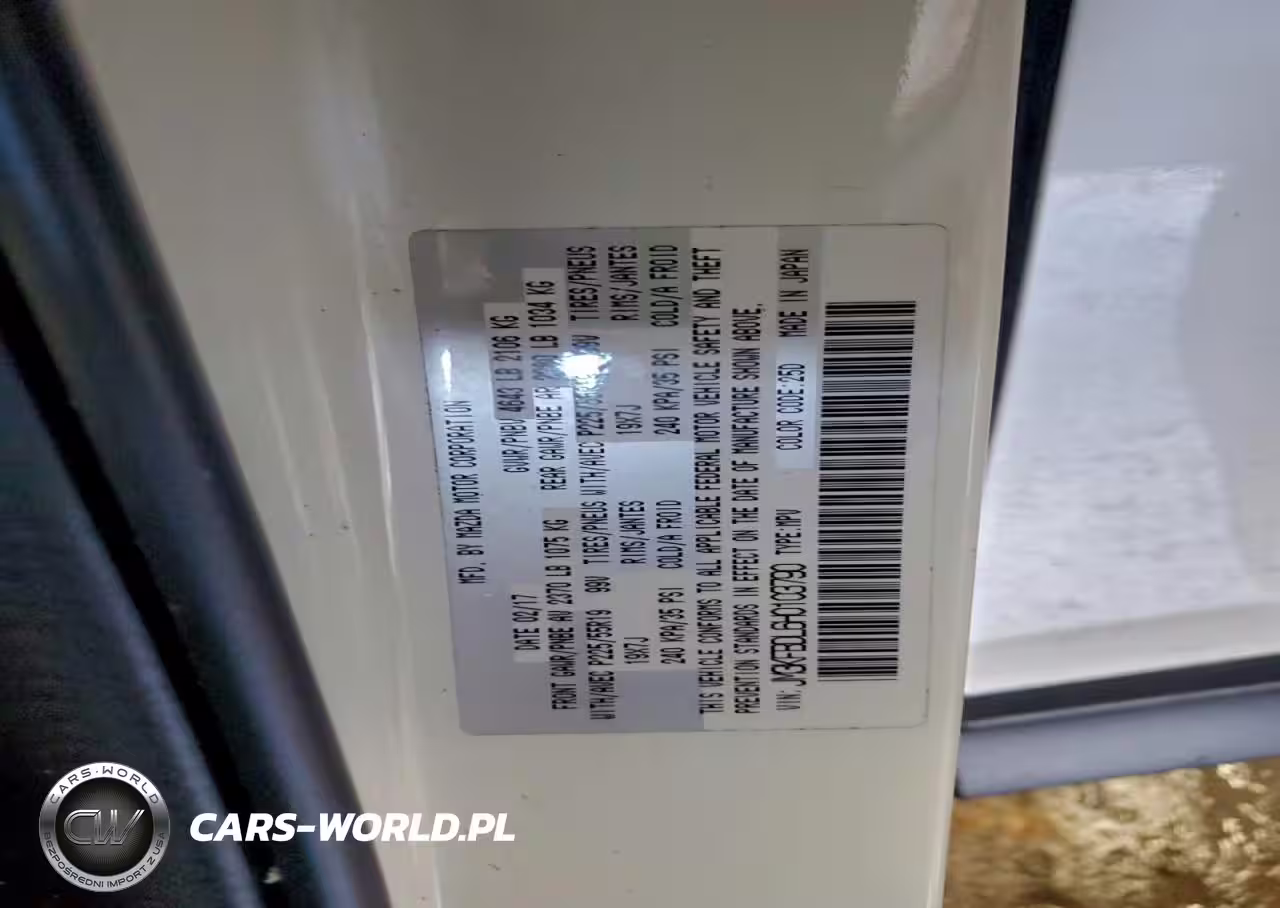 MFD. BY MAZDA MOTOR CORPORATION
DATE 02/17 GVWR/PNBV 4643 LB 2106 KG
FRONT GAWR/PNBE AV 2370 LB 1075 KG REAR GAWR/PNBE AR LB 1034 KG
WITH/AVEC P225/55R19 99V TIRES/PNEUS WITH/AVEC P225/ TIRES/PNEUS
19X7J RIMS/JANTES 19X7J RIMS/JANTES
240 KPA/35 PSI COLD/A FROID 240 KPA/35 PSI COLD/A FROID
THIS VEHICLE CONFORMS TO ALL APPLICABLE FEDERAL MOTOR VEHICLE SAFETY AND THEFT
PREVENTION STANDARDS IN EFFECT ON THE DATE OF MANUFACTURE SHOWN ABOVE.
VIN: TYPE:MPV COLOR CODE:25D MADE IN JAPAN
CARS-WORLD
CW
BEZPOŚREDNI IMPORT Z USA
CARS-WORLD.PL